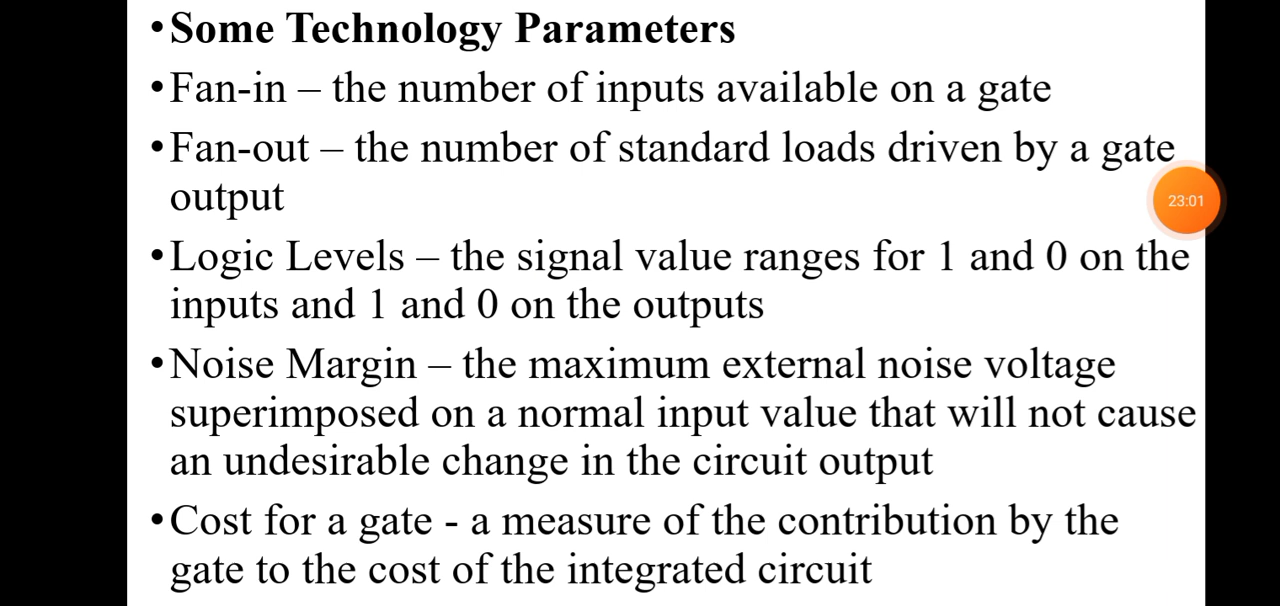 •Some Technology Parameters
•Fan-in – the number of inputs available on a gate
•Fan-out – the number of standard loads driven by a gate
output
23:01
•Logic Levels – the signal value ranges for 1 and 0 on the
inputs and 1 and 0 on the outputs
•Noise Margin – the maximum external noise voltage
superimposed on a normal input value that will not cause
an undesirable change in the circuit output
•Cost for a gate - a measure of the contribution by the
gate to the cost of the integrated circuit